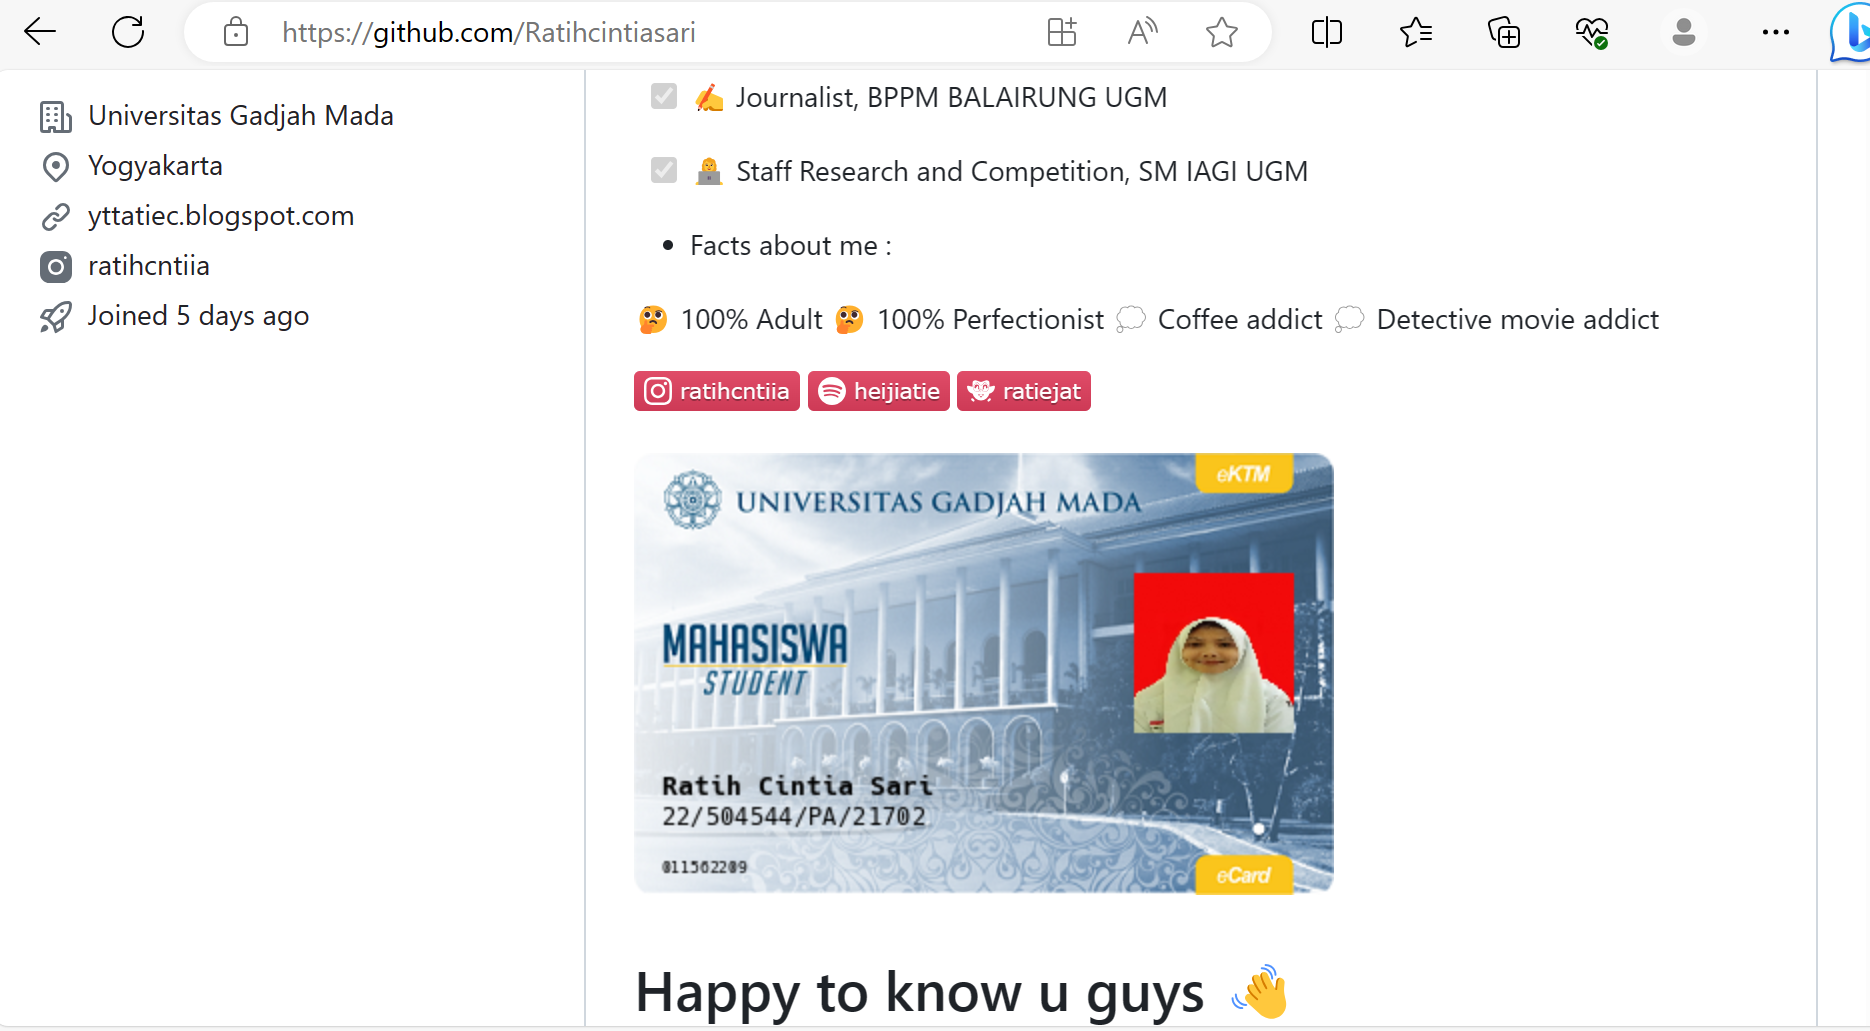 https://github.com/Ratihcintiasari
Universitas Gadjah Mada
Yogyakarta
yttatiec.blogspot.com
ratihcntiia
Joined 5 days ago
✍️ Journalist, BPPM BALAIRUNG UGM
👩‍💻 Staff Research and Competition, SM IAGI UGM
• Facts about me :
🤔 100% Adult 🤔 100% Perfectionist 💭 Coffee addict 💭 Detective movie addict
ratihcntiia heijiatie ratiejat
eKTM
UNIVERSITAS GADJAH MADA
MAHASISWA
STUDENT
Ratih Cintia Sari
22/504544/PA/21702
011562209
eCard
Happy to know u guys 👋